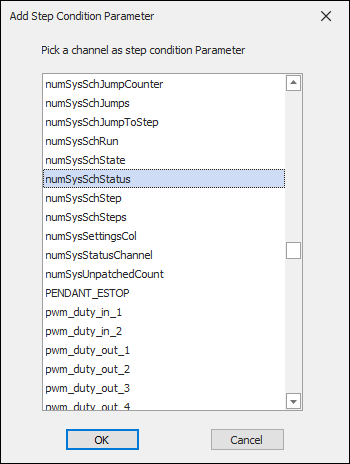 Add Step Condition Parameter
Pick a channel as step condition Parameter
numSysSchJumpCounter
numSysSchJumps
numSysSchJumpToStep
numSysSchRun
numSysSchState
numSysSchStatus
numSysSchStep
numSysSchSteps
numSysSettingsCol
numSysStatusChannel
numSysUnpatchedCount
PENDANT_ESTOP
pwm_duty_in_1
pwm_duty_in_2
pwm_duty_out_1
pwm_duty_out_2
pwm_duty_out_3
pwm_duty_out_4
OK
Cancel